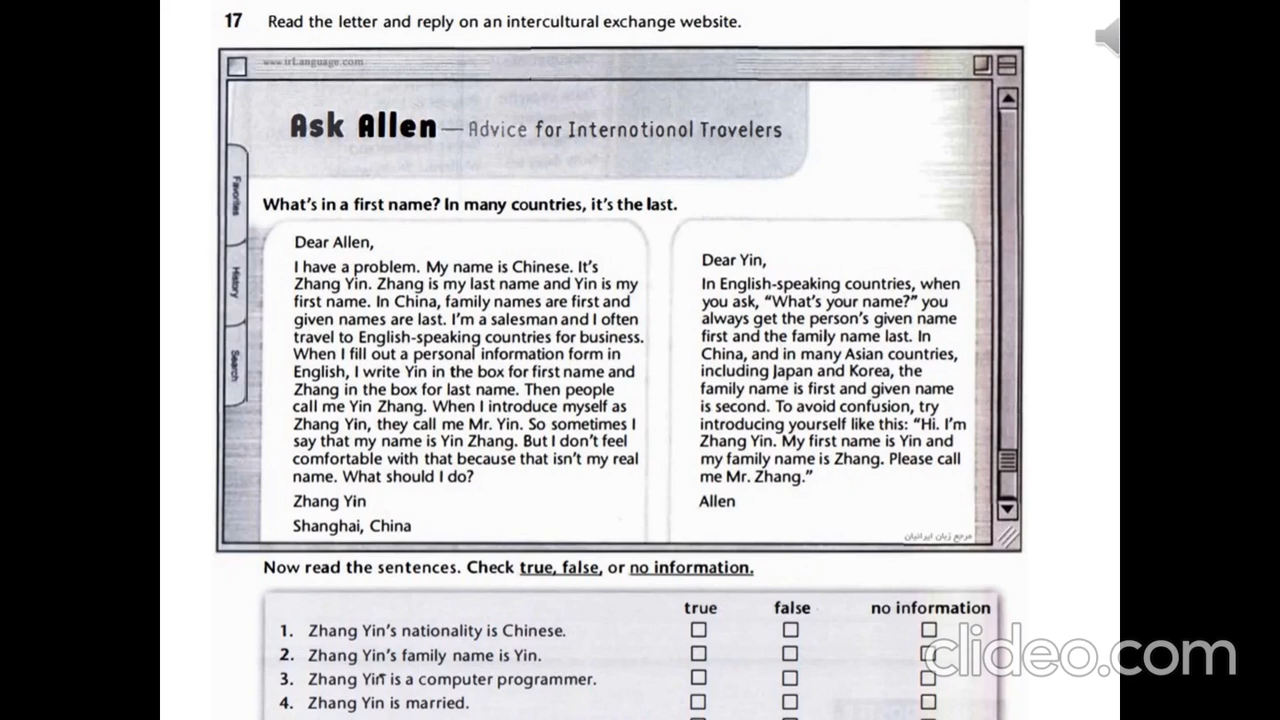 17 Read the letter and reply on an intercultural exchange website.
www.irLanguage.com
Ask Allen — Advice for Internotionol Trovelers
Favorites
History
Search
What's in a first name? In many countries, it's the last.
Dear Allen,
I have a problem. My name is Chinese. It's
Zhang Yin. Zhang is my last name and Yin is my
first name. In China, family names are first and
given names are last. I'm a salesman and I often
travel to English-speaking countries for business.
When I fill out a personal information form in
English, I write Yin in the box for first name and
Zhang in the box for last name. Then people
call me Yin Zhang. When I introduce myself as
Zhang Yin, they call me Mr. Yin. So sometimes I
say that my name is Yin Zhang. But I don't feel
comfortable with that because that isn't my real
name. What should I do?
Zhang Yin
Shanghai, China
Dear Yin,
In English-speaking countries, when
you ask, "What's your name?" you
always get the person's given name
first and the family name last. In
China, and in many Asian countries,
including Japan and Korea, the
family name is first and given name
is second. To avoid confusion, try
introducing yourself like this: "Hi. I'm
Zhang Yin. My first name is Yin and
my family name is Zhang. Please call
me Mr. Zhang."
Allen
مرجع زبان ایرانیان
Now read the sentences. Check true, false, or no information.
true false no information
1. Zhang Yin's nationality is Chinese.
2. Zhang Yin's family name is Yin.
3. Zhang Yin is a computer programmer.
4. Zhang Yin is married.
clideo.com